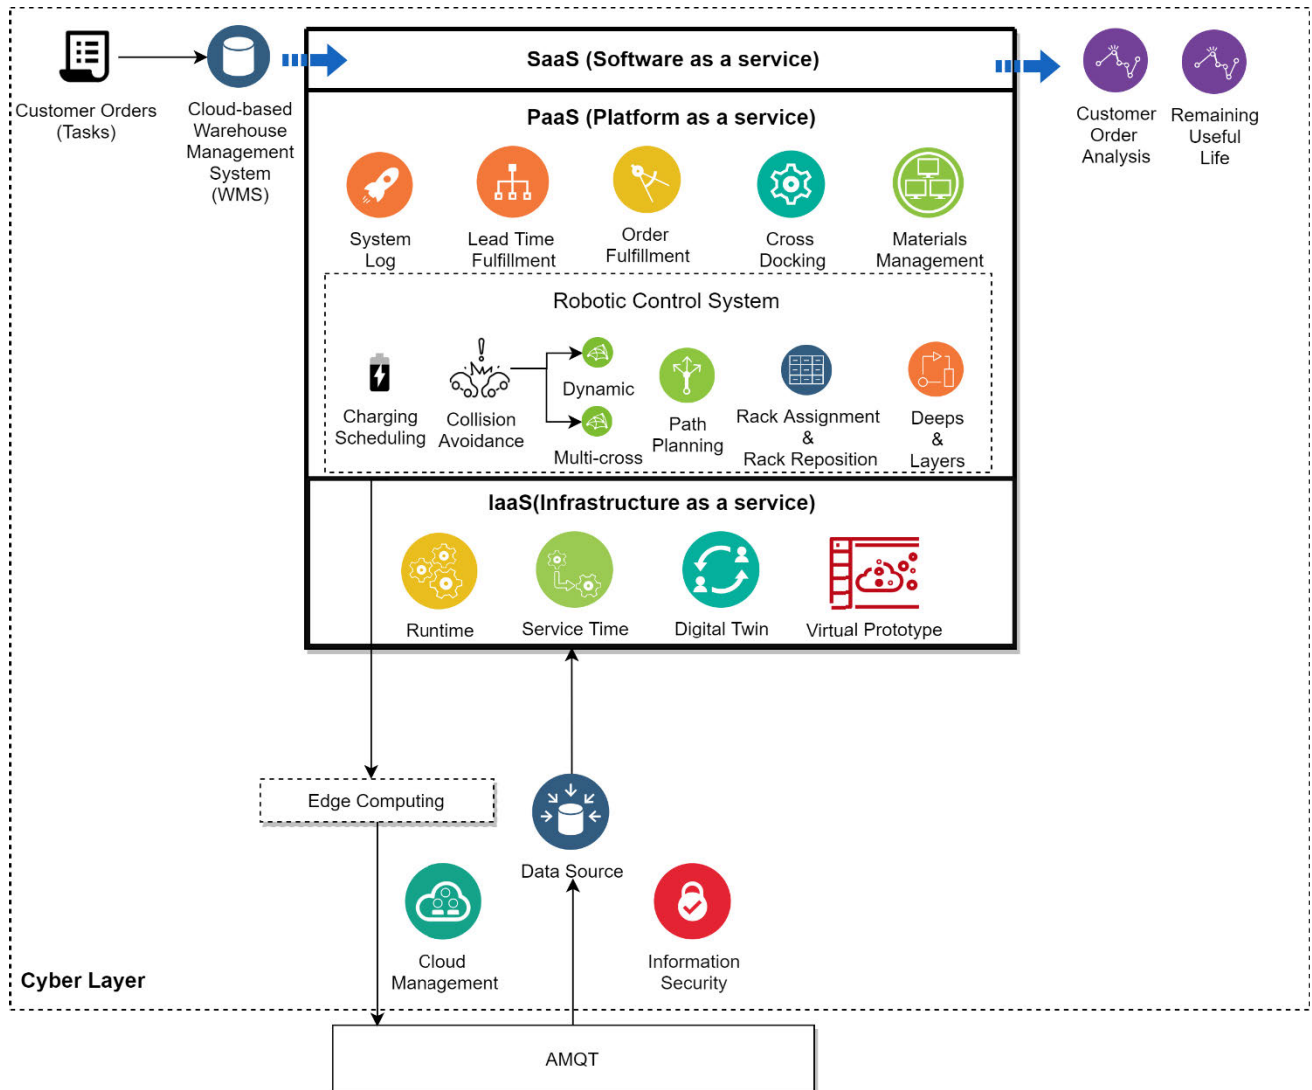 SaaS (Software as a service)
Customer Orders
(Tasks)
Cloud-based
Warehouse
Management
System
(WMS)
Customer
Order
Analysis
Remaining
Useful
Life
PaaS (Platform as a service)
System
Log
Lead Time
Fulfillment
Order
Fulfillment
Cross
Docking
Materials
Management
Robotic Control System
Charging
Scheduling
Collision
Avoidance
Dynamic
Multi-cross
Path
Planning
Rack Assignment
&
Rack Reposition
Deeps
&
Layers
IaaS(Infrastructure as a service)
Runtime
Service Time
Digital Twin
Virtual Prototype
Edge Computing
Data Source
Cloud
Management
Information
Security
Cyber Layer
AMQT